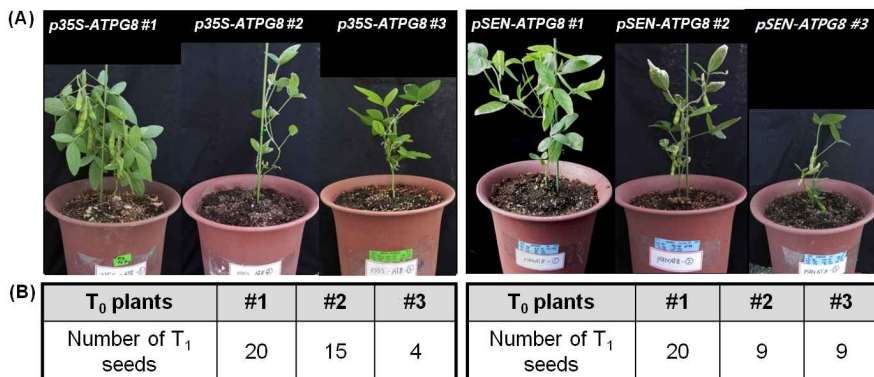 (A)
p35S-ATPG8 #1 p35S-ATPG8 #2 p35S-ATPG8 #3 pSEN-ATPG8 #1 pSEN-ATPG8 #2 pSEN-ATPG8 #3
(B)
T₀ plants #1 #2 #3
Number of T₁ seeds 20 15 4
T₀ plants #1 #2 #3
Number of T₁ seeds 20 9 9